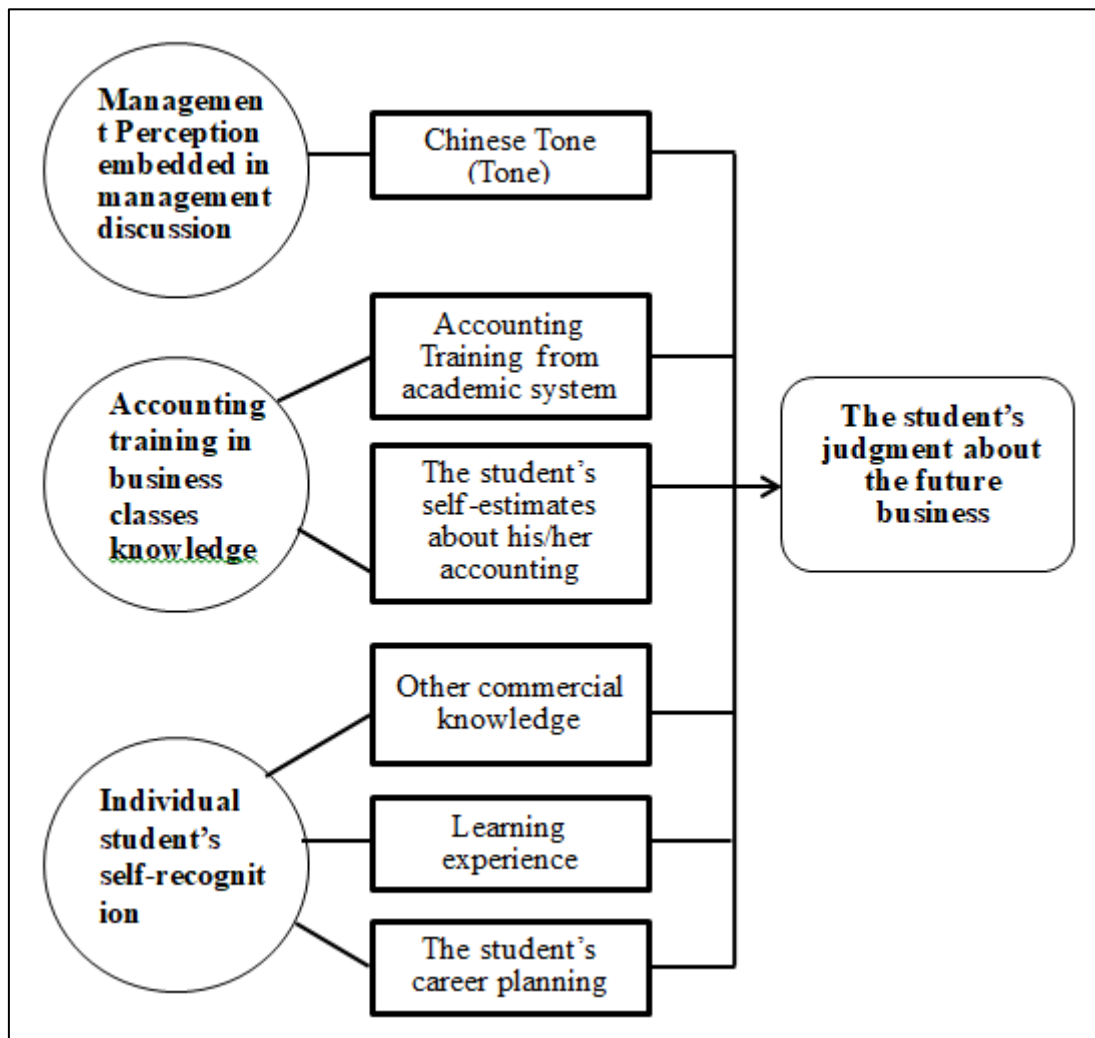 Managemen
t Perception
embedded in
management
discussion
Chinese Tone
(Tone)
Accounting
training in
business
classes
knowledge
Accounting
Training from
academic system
The student’s
self-estimates
about his/her
accounting
Individual
student’s
self-recognit
ion
Other commercial
knowledge
Learning
experience
The student’s
career planning
The student’s
judgment about
the future
business